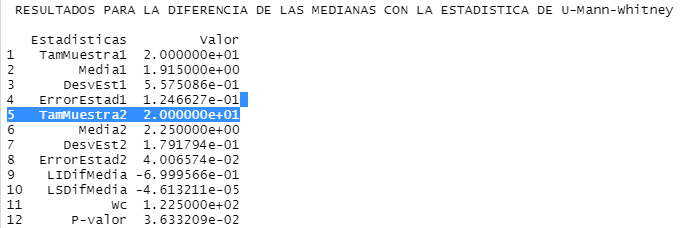 RESULTADOS PARA LA DIFERENCIA DE LAS MEDIANAS CON LA ESTADISTICA DE U-Mann-Whitney
Estadisticas Valor
1 TamMuestra1 2.000000e+01
2 Media1 1.915000e+00
3 DesvEst1 5.575086e-01
4 ErrorEstad1 1.246627e-01
5 TamMuestra2 2.000000e+01
6 Media2 2.250000e+00
7 DesvEst2 1.791794e-01
8 ErrorEstad2 4.006574e-02
9 LIDifMedia -6.999566e-01
10 LSDifMedia -4.613211e-05
11 Wc 1.225000e+02
12 P-valor 3.633209e-02